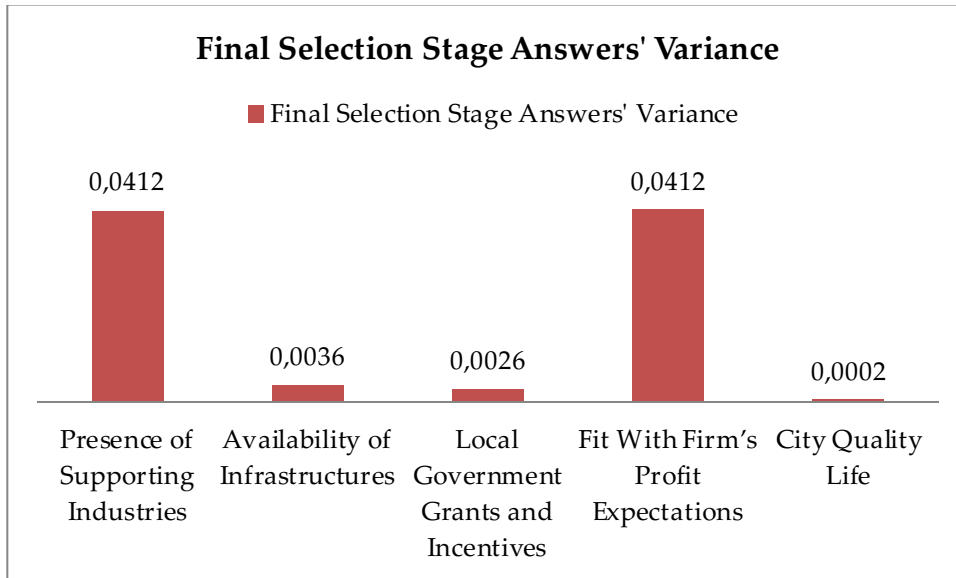 Final Selection Stage Answers' Variance
Final Selection Stage Answers' Variance
0,0412
0,0036
0,0026
0,0412
0,0002
Presence of
Supporting
Industries
Availability of
Infrastructures
Local
Government
Grants and
Incentives
Fit With Firm’s
Profit
Expectations
City Quality
Life